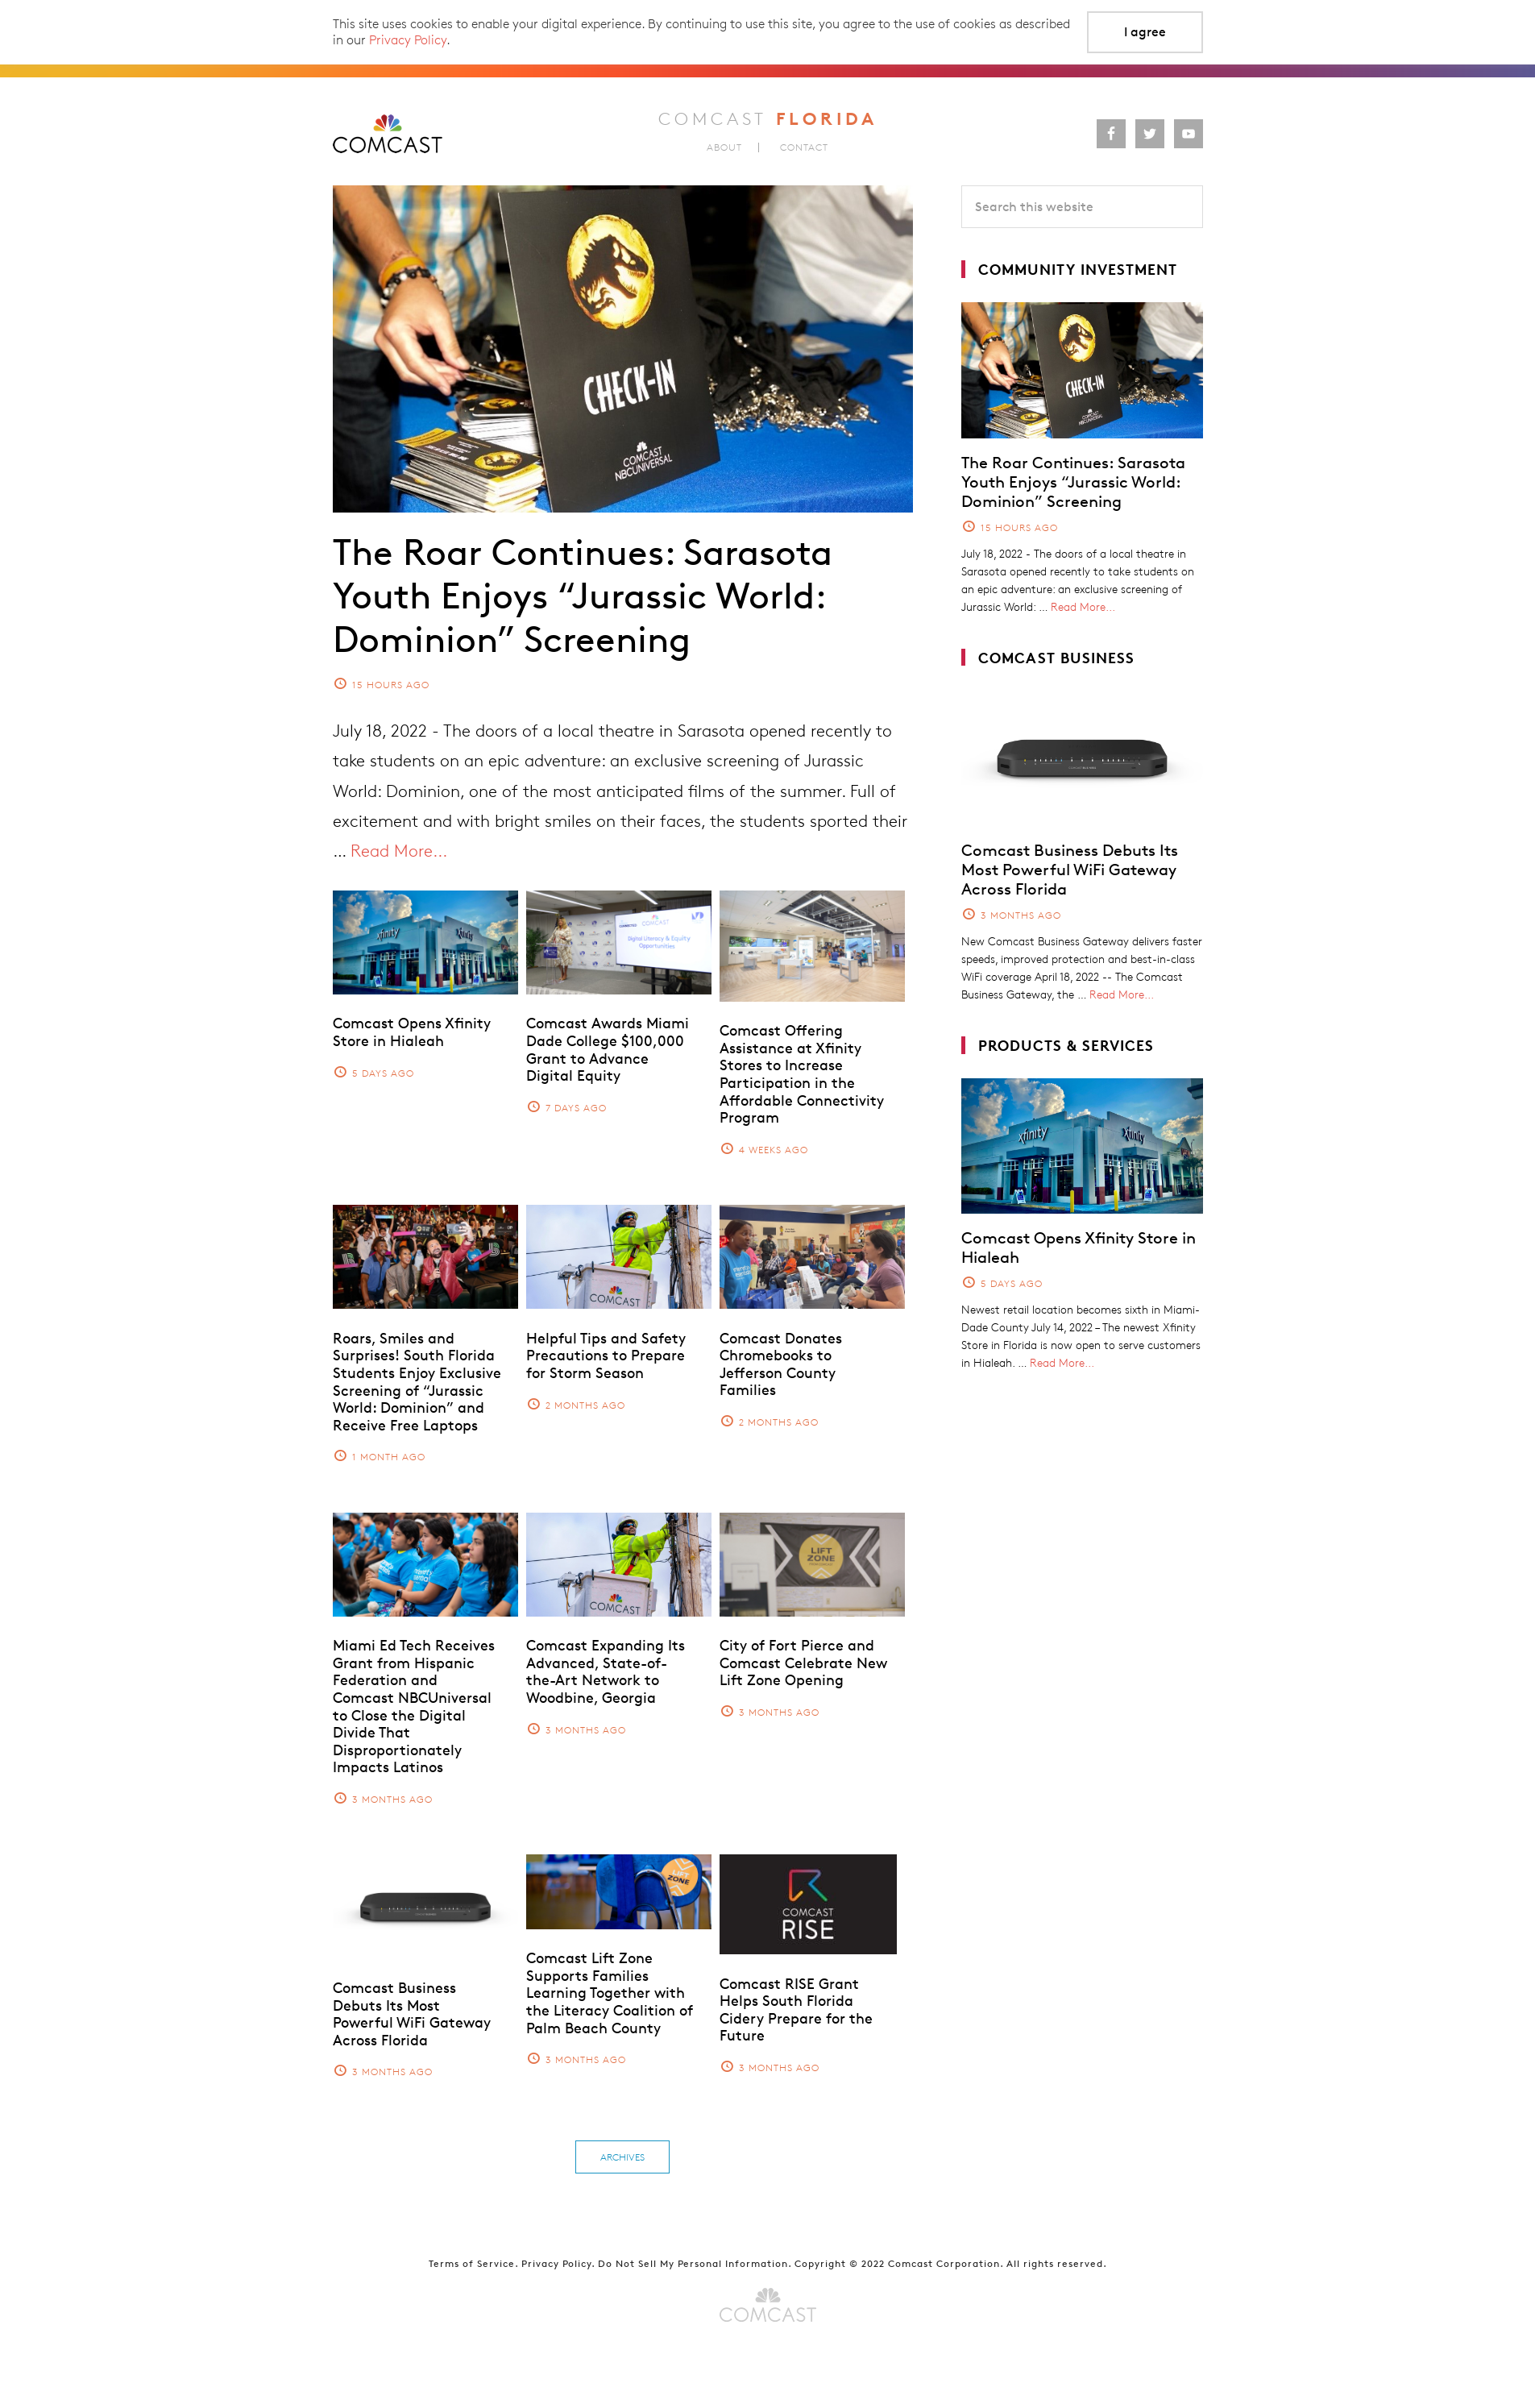 This site uses cookies to enable your digital experience. By continuing to use this site, you agree to the use of cookies as described
in our Privacy Policy.
I agree
COMCAST
COMCAST FLORIDA
ABOUT | CONTACT
Search this website
CHECK-IN
COMCAST
NBCUNIVERSAL
The Roar Continues: Sarasota
Youth Enjoys “Jurassic World:
Dominion” Screening
15 HOURS AGO
July 18, 2022 - The doors of a local theatre in Sarasota opened recently to
take students on an epic adventure: an exclusive screening of Jurassic
World: Dominion, one of the most anticipated films of the summer. Full of
excitement and with bright smiles on their faces, the students sported their
... Read More...
xfinity
xfinity
COMCAST
Digital Literacy & Equity
Opportunities
Comcast Opens Xfinity
Store in Hialeah
5 DAYS AGO
Comcast Awards Miami
Dade College $100,000
Grant to Advance
Digital Equity
7 DAYS AGO
Comcast Offering
Assistance at Xfinity
Stores to Increase
Participation in the
Affordable Connectivity
Program
4 WEEKS AGO
COMCAST
Roars, Smiles and
Surprises! South Florida
Students Enjoy Exclusive
Screening of “Jurassic
World: Dominion” and
Receive Free Laptops
1 MONTH AGO
Helpful Tips and Safety
Precautions to Prepare
for Storm Season
2 MONTHS AGO
Comcast Donates
Chromebooks to
Jefferson County
Families
2 MONTHS AGO
COMCAST
LIFT
ZONE
Miami Ed Tech Receives
Grant from Hispanic
Federation and
Comcast NBCUniversal
to Close the Digital
Divide That
Disproportionately
Impacts Latinos
3 MONTHS AGO
Comcast Expanding Its
Advanced, State-of-
the-Art Network to
Woodbine, Georgia
3 MONTHS AGO
City of Fort Pierce and
Comcast Celebrate New
Lift Zone Opening
3 MONTHS AGO
LIFT
ZONE
COMCAST
RISE
Comcast Business
Debuts Its Most
Powerful WiFi Gateway
Across Florida
3 MONTHS AGO
Comcast Lift Zone
Supports Families
Learning Together with
the Literacy Coalition of
Palm Beach County
3 MONTHS AGO
Comcast RISE Grant
Helps South Florida
Cidery Prepare for the
Future
3 MONTHS AGO
ARCHIVES
COMMUNITY INVESTMENT
CHECK-IN
COMCAST
NBCUNIVERSAL
The Roar Continues: Sarasota
Youth Enjoys “Jurassic World:
Dominion” Screening
15 HOURS AGO
July 18, 2022 - The doors of a local theatre in
Sarasota opened recently to take students on
an epic adventure: an exclusive screening of
Jurassic World: ... Read More...
COMCAST BUSINESS
Comcast Business Debuts Its
Most Powerful WiFi Gateway
Across Florida
3 MONTHS AGO
New Comcast Business Gateway delivers faster
speeds, improved protection and best-in-class
WiFi coverage April 18, 2022 -- The Comcast
Business Gateway, the ... Read More...
PRODUCTS & SERVICES
xfinity
xfinity
Comcast Opens Xfinity Store in
Hialeah
5 DAYS AGO
Newest retail location becomes sixth in Miami-
Dade County July 14, 2022 – The newest Xfinity
Store in Florida is now open to serve customers
in Hialeah. ... Read More...
Terms of Service. Privacy Policy. Do Not Sell My Personal Information. Copyright © 2022 Comcast Corporation. All rights reserved.
COMCAST